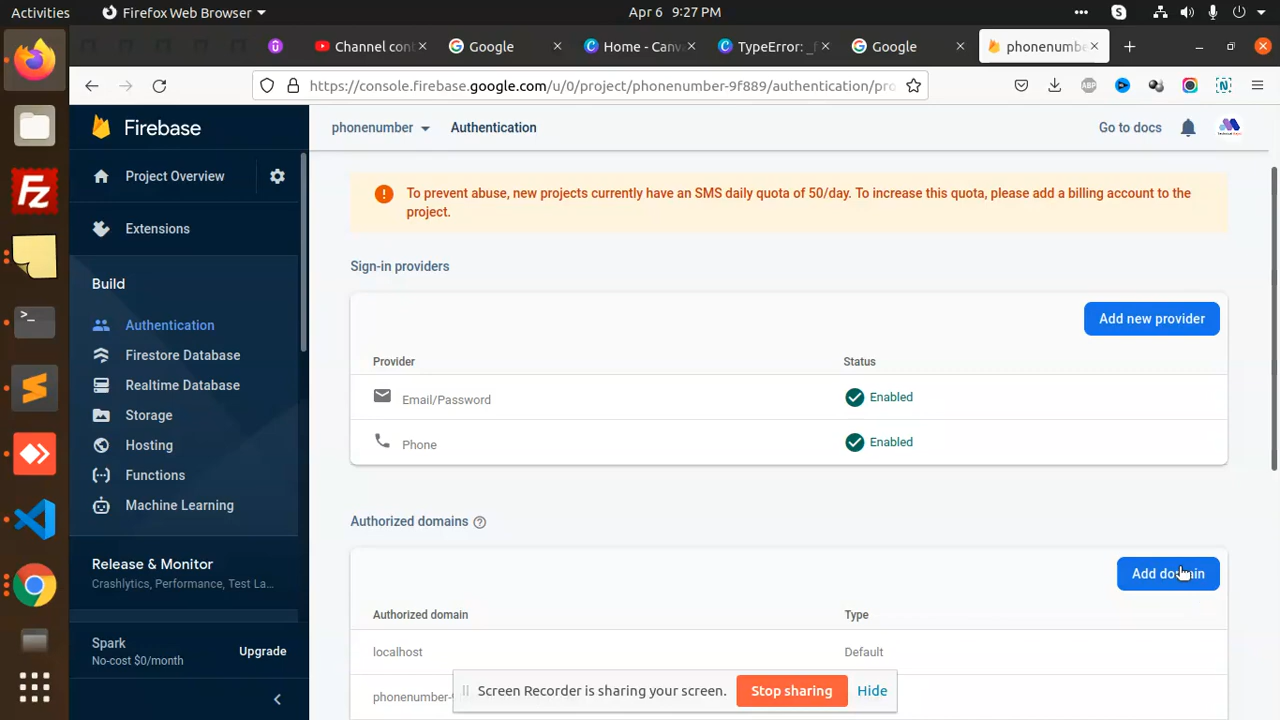 Activities
Firefox Web Browser
Apr 6 9:27 PM
Channel con
Google
Home - Canv
TypeError: _
Google
phonenumbe
https://console.firebase.google.com/u/0/project/phonenumber-9f889/authentication/pro
Firebase
phonenumber
Authentication
Go to docs
Project Overview
To prevent abuse, new projects currently have an SMS daily quota of 50/day. To increase this quota, please add a billing account to the
project.
Extensions
Sign-in providers
Build
Add new provider
Authentication
Firestore Database
Provider
Status
Realtime Database
Email/Password
Enabled
Storage
Phone
Enabled
Hosting
Functions
Machine Learning
Authorized domains
Release & Monitor
Crashlytics, Performance, Test La...
Add domain
Authorized domain
Type
localhost
Default
Spark
No-cost $0/month
Upgrade
phonenumber-
Screen Recorder is sharing your screen.
Stop sharing
Hide